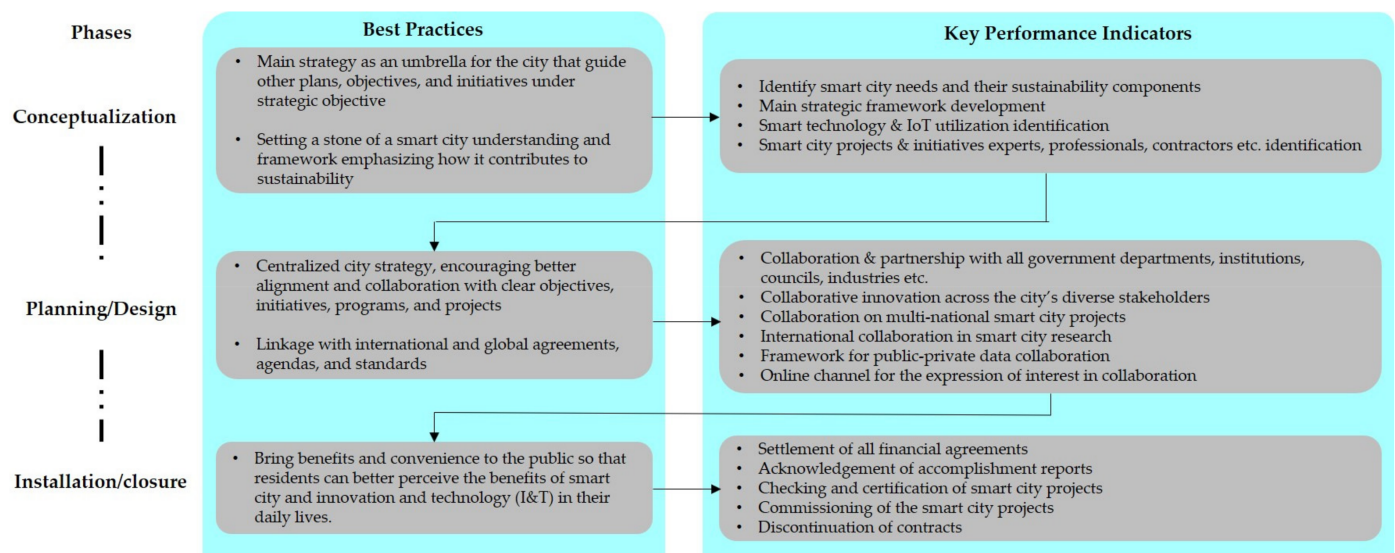 Phases
Best Practices
Key Performance Indicators
Conceptualization
• Main strategy as an umbrella for the city that guide
other plans, objectives, and initiatives under
strategic objective
• Setting a stone of a smart city understanding and
framework emphasizing how it contributes to
sustainability
• Identify smart city needs and their sustainability components
• Main strategic framework development
• Smart technology & IoT utilization identification
• Smart city projects & initiatives experts, professionals, contractors etc. identification
Planning/Design
• Centralized city strategy, encouraging better
alignment and collaboration with clear objectives,
initiatives, programs, and projects
• Linkage with international and global agreements,
agendas, and standards
• Collaboration & partnership with all government departments, institutions,
councils, industries etc.
• Collaborative innovation across the city's diverse stakeholders
• Collaboration on multi-national smart city projects
• International collaboration in smart city research
• Framework for public-private data collaboration
• Online channel for the expression of interest in collaboration
Installation/closure
• Bring benefits and convenience to the public so that
residents can better perceive the benefits of smart
city and innovation and technology (I&T) in their
daily lives.
• Settlement of all financial agreements
• Acknowledgement of accomplishment reports
• Checking and certification of smart city projects
• Commissioning of the smart city projects
• Discontinuation of contracts